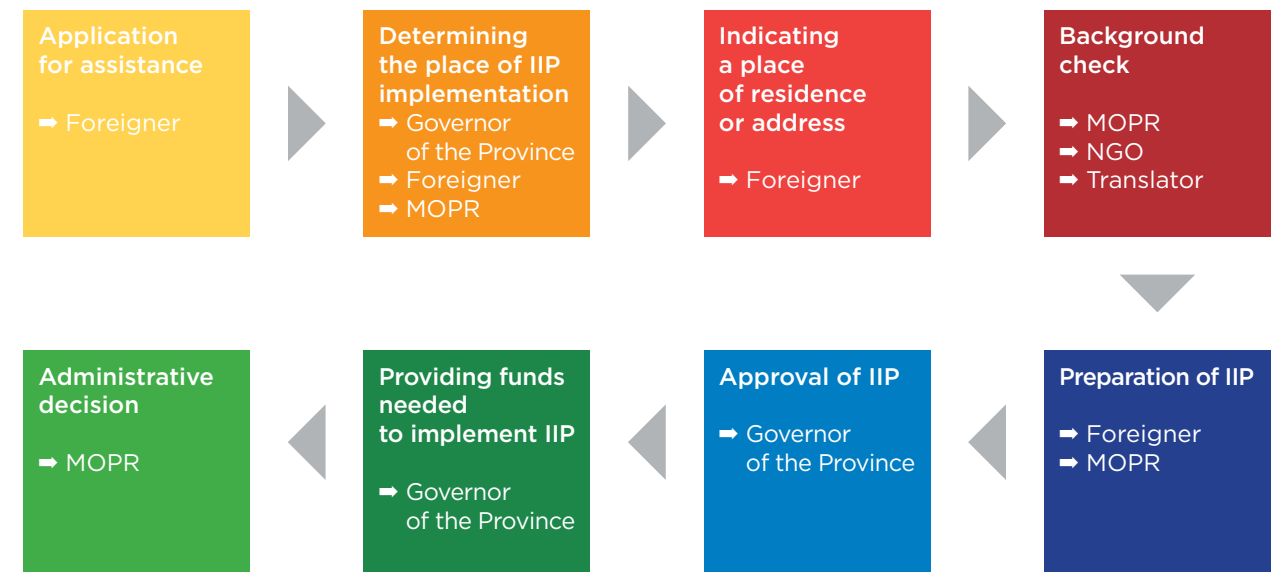 Application
for assistance
➡ Foreigner
Determining
the place of IIP
implementation
➡ Governor
of the Province
➡ Foreigner
➡ MOPR
Indicating
a place
of residence
or address
➡ Foreigner
Background
check
➡ MOPR
➡ NGO
➡ Translator
Preparation of IIP
➡ Foreigner
➡ MOPR
Approval of IIP
➡ Governor
of the Province
Providing funds
needed
to implement IIP
➡ Governor
of the Province
Administrative
decision
➡ MOPR